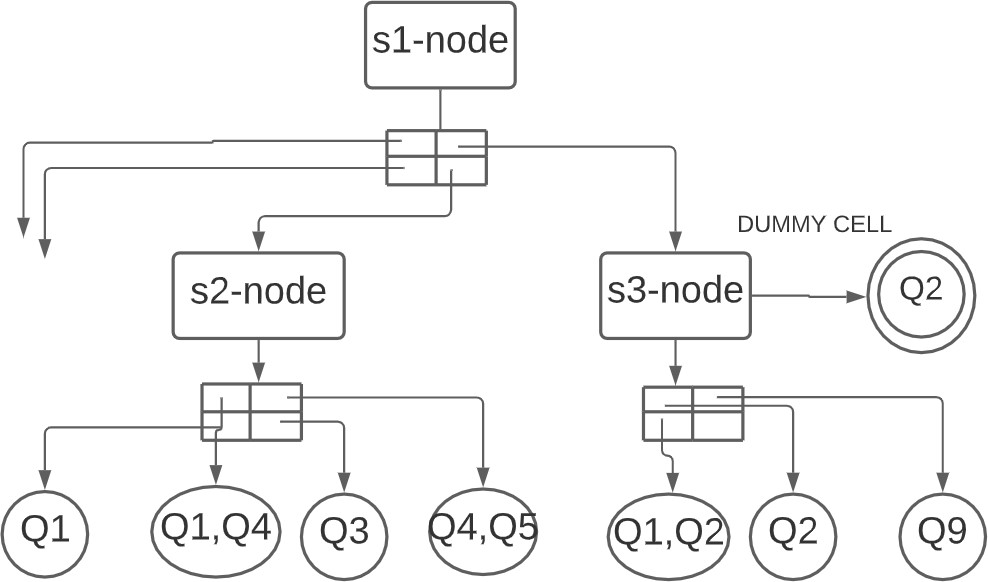 s1-node
DUMMY CELL
s2-node
s3-node
Q2
Q1
Q1,Q4
Q3
Q4,Q5
Q1,Q2
Q2
Q9